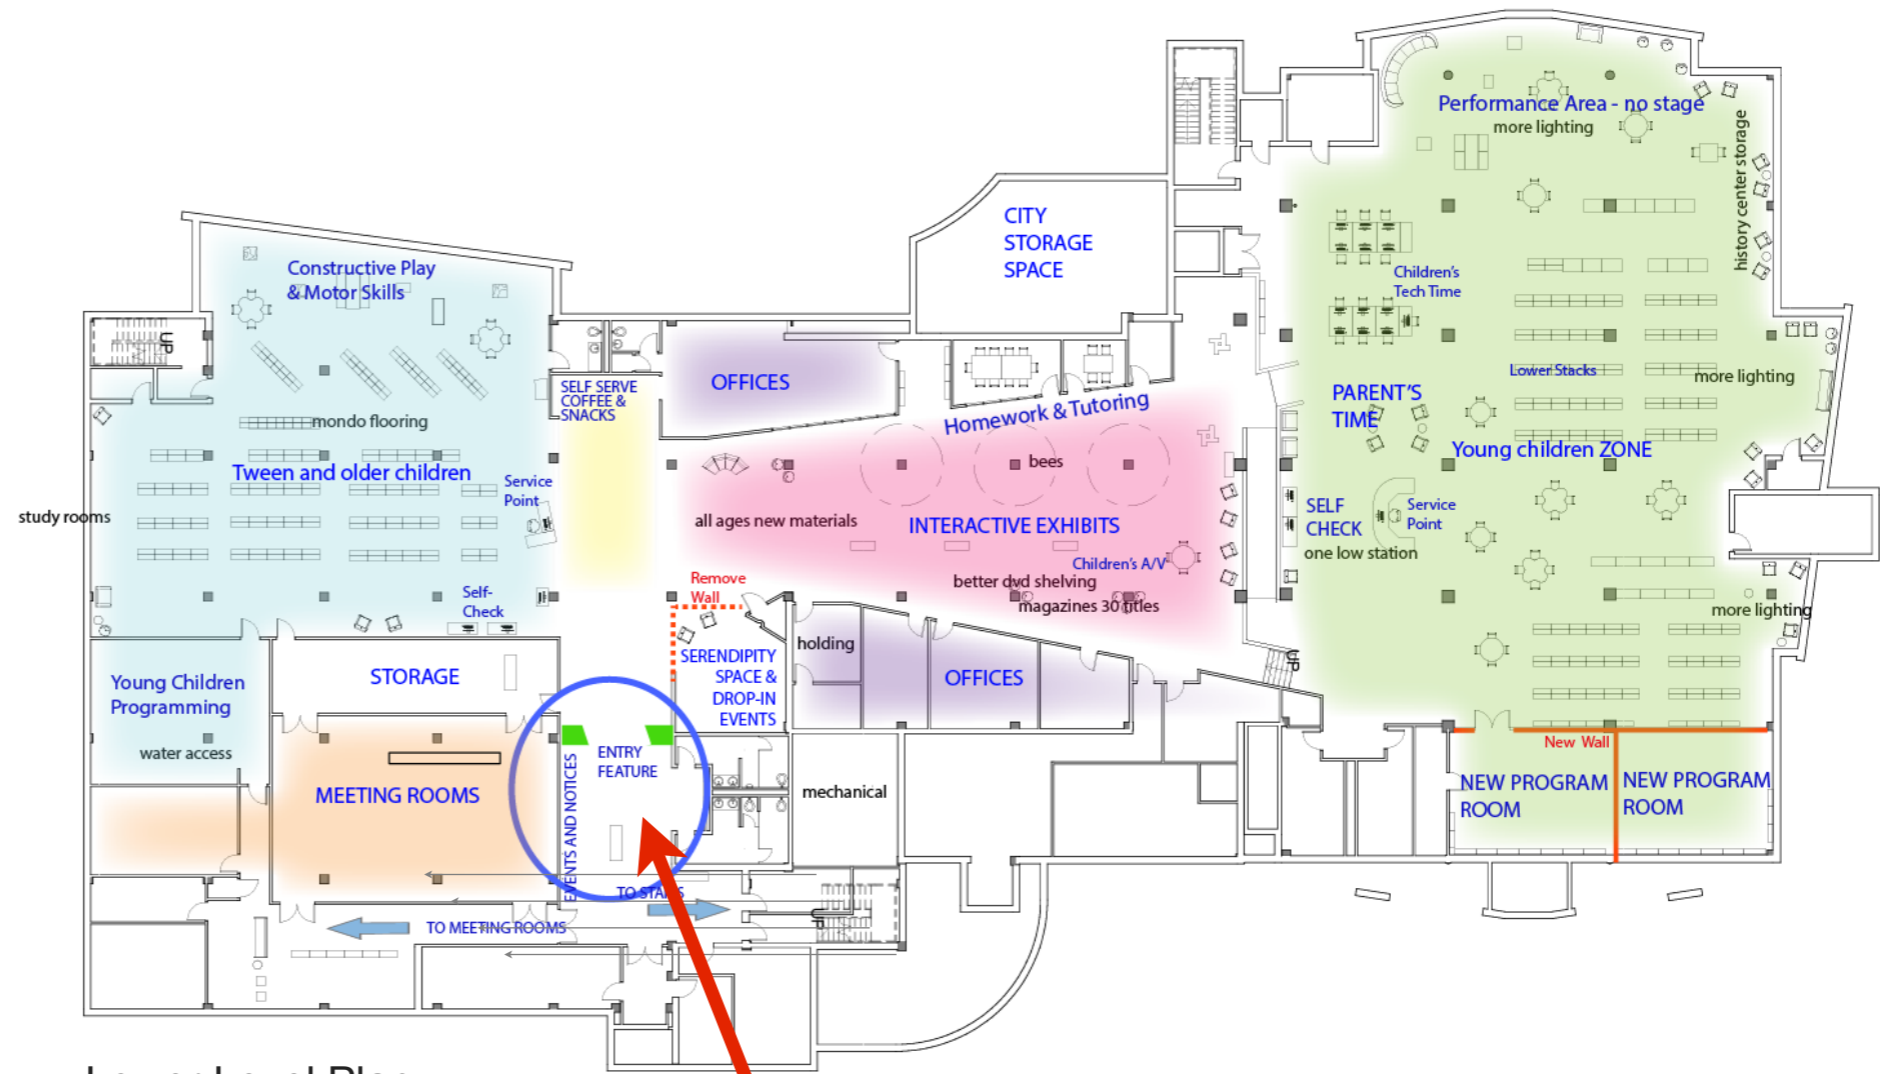 Performance Area - no stage
more lighting
history center storage
CITY
STORAGE
SPACE
Constructive Play
& Motor Skills
Children's
Tech Time
UP
OFFICES
SELF SERVE
COFFEE &
SNACKS
Lower Stacks
more lighting
PARENT'S
TIME
Homework & Tutoring
mondo flooring
Young children ZONE
bees
Tween and older children
Service
Point
study rooms
all ages new materials
INTERACTIVE EXHIBITS
SELF
CHECK
Service
Point
one low station
Children's A/V
better dvd shelving
magazines 30 titles
Remove
Wall
Self-
Check
more lighting
holding
SERENDIPITY
SPACE &
DROP-IN
EVENTS
UP
STORAGE
OFFICES
Young Children
Programming
water access
New Wall
ENTRY
FEATURE
EVENTS AND NOTICES
MEETING ROOMS
mechanical
NEW PROGRAM
ROOM
NEW PROGRAM
ROOM
TO STAIRS
UP
TO MEETING ROOMS
Lower Level Plan